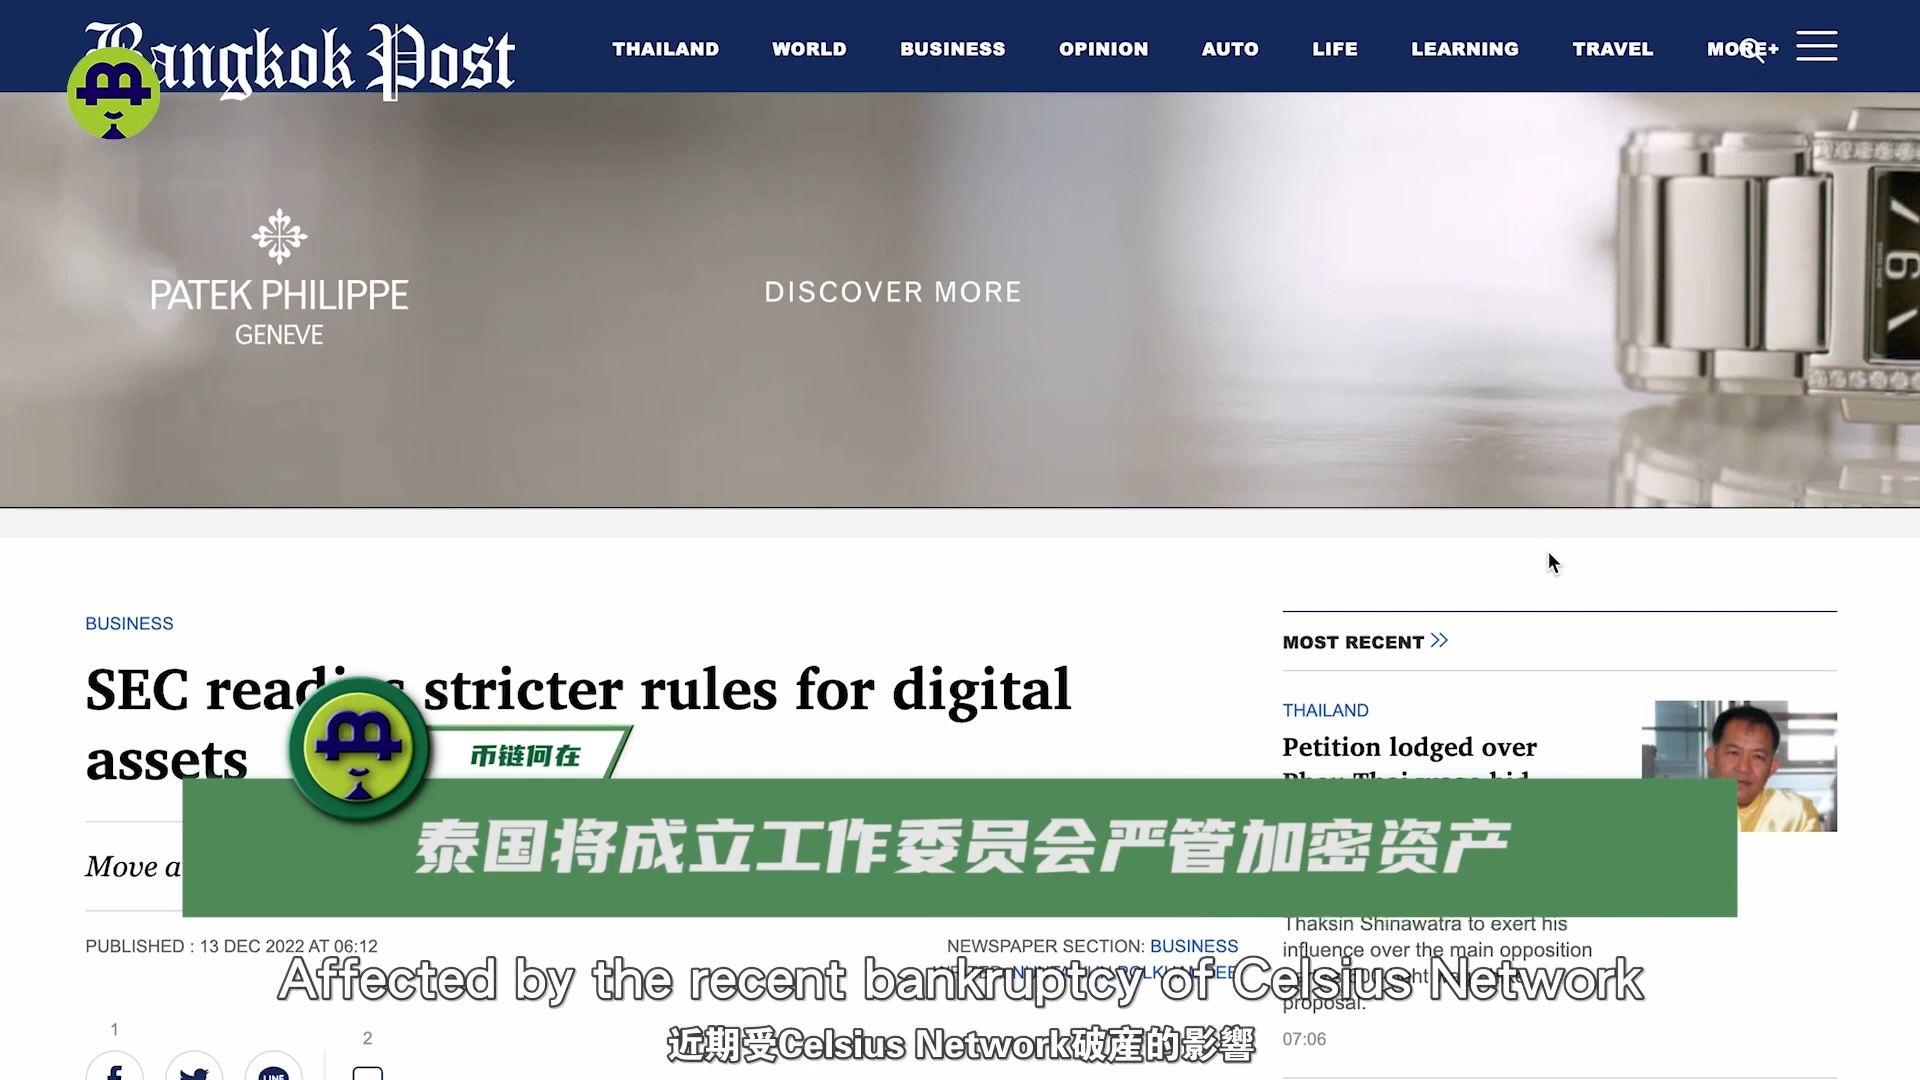 Bangkok Post
THAILAND WORLD BUSINESS OPINION AUTO LIFE LEARNING TRAVEL MORE+
PATEK PHILIPPE
GENEVE
DISCOVER MORE
BUSINESS
SEC readies stricter rules for digital
assets
MOST RECENT
THAILAND
Petition lodged over
币链何在
泰国将成立工作委员会严管加密资产
Move a
Thaksin Shinawatra to exert his
influence over the main opposition
proposal.
07:06
PUBLISHED : 13 DEC 2022 AT 06:12
NEWSPAPER SECTION: BUSINESS
Affected by the recent bankruptcy of Celsius Network
近期受Celsius Network破産的影響
1
2
LINE